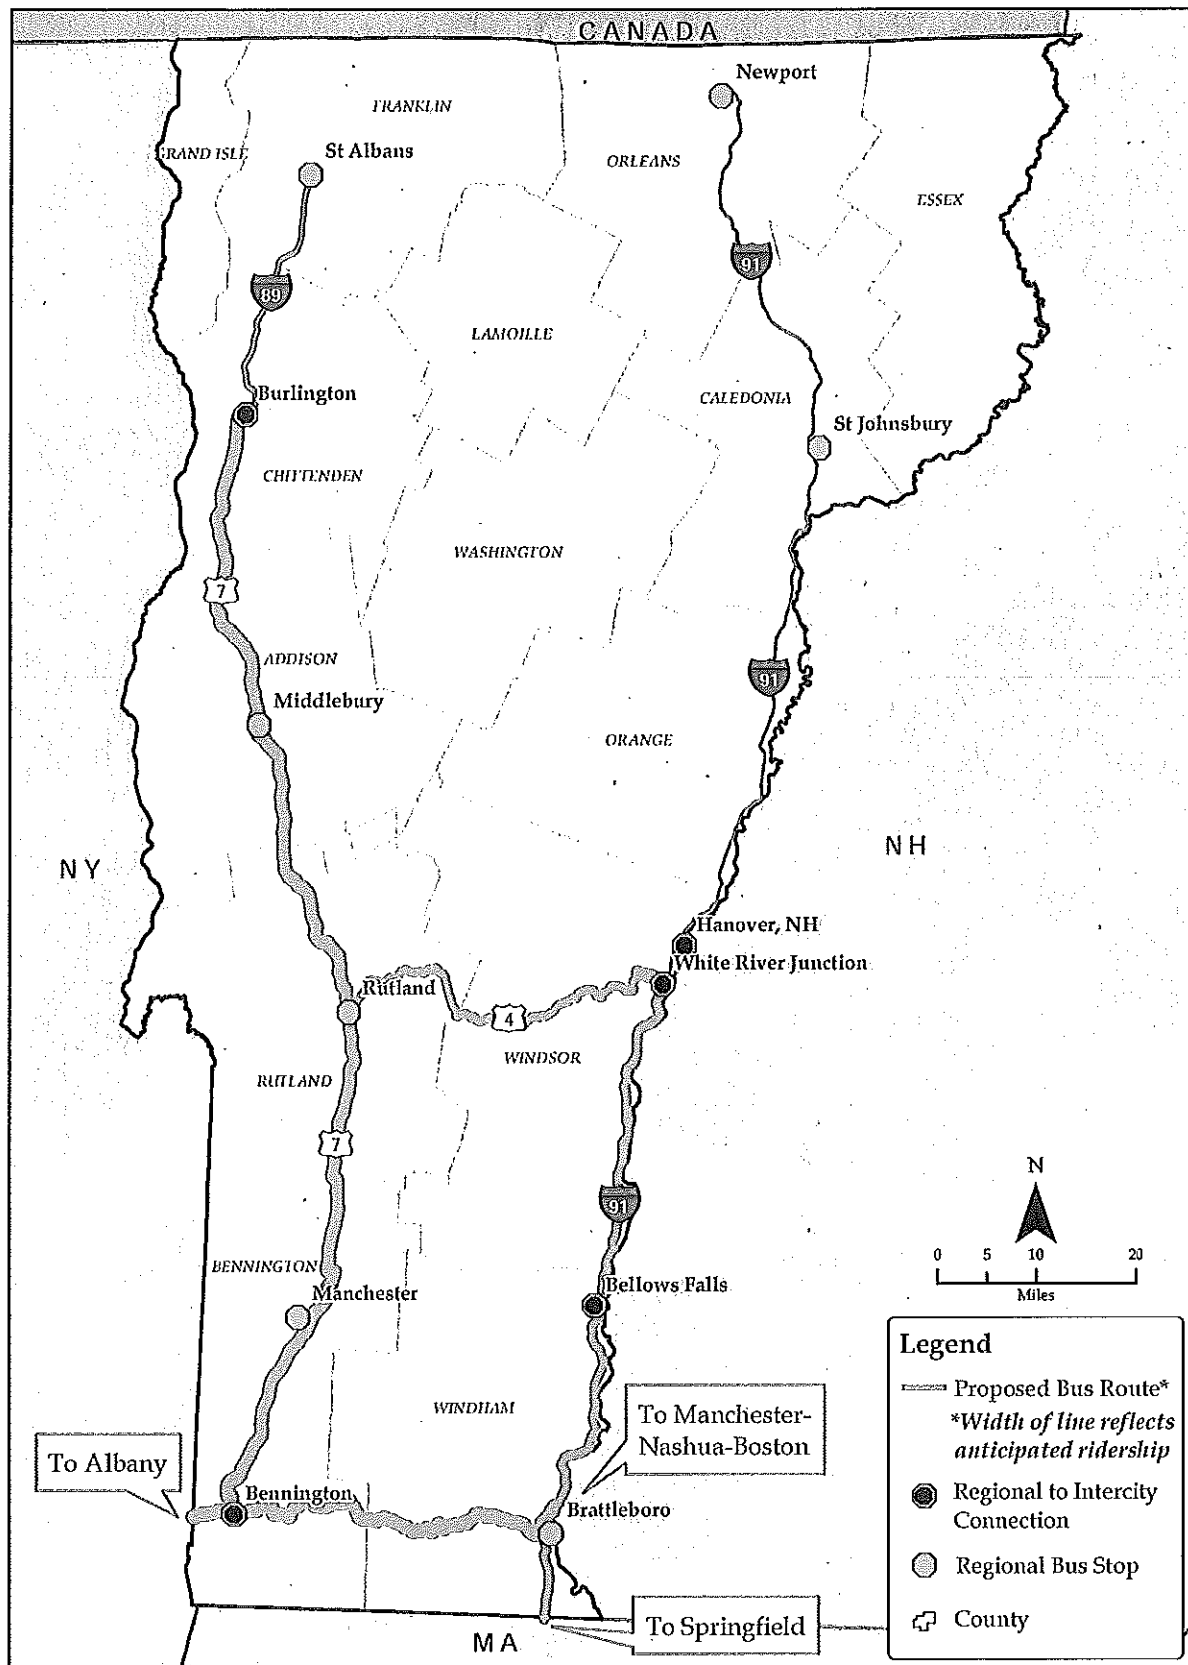 CANADA
Newport
FRANKLIN
GRAND ISLE
St Albans
ORLEANS
ESSEX
91
89
LAMOILLE
Burlington
CALEDONIA
St Johnsbury
CHITTENDEN
WASHINGTON
7
ADDISON
91
Middlebury
ORANGE
NY
NH
Hanover, NH
White River Junction
Rutland
4
WINDSOR
RUTLAND
7
N
91
0 5 10 20
Miles
BENNINGTON
Manchester
Bellows Falls
Legend
Proposed Bus Route*
*Width of line reflects
anticipated ridership
Regional to Intercity
Connection
Regional Bus Stop
County
WINDHAM
To Manchester-
Nashua-Boston
To Albany
Bennington
Brattleboro
To Springfield
MA